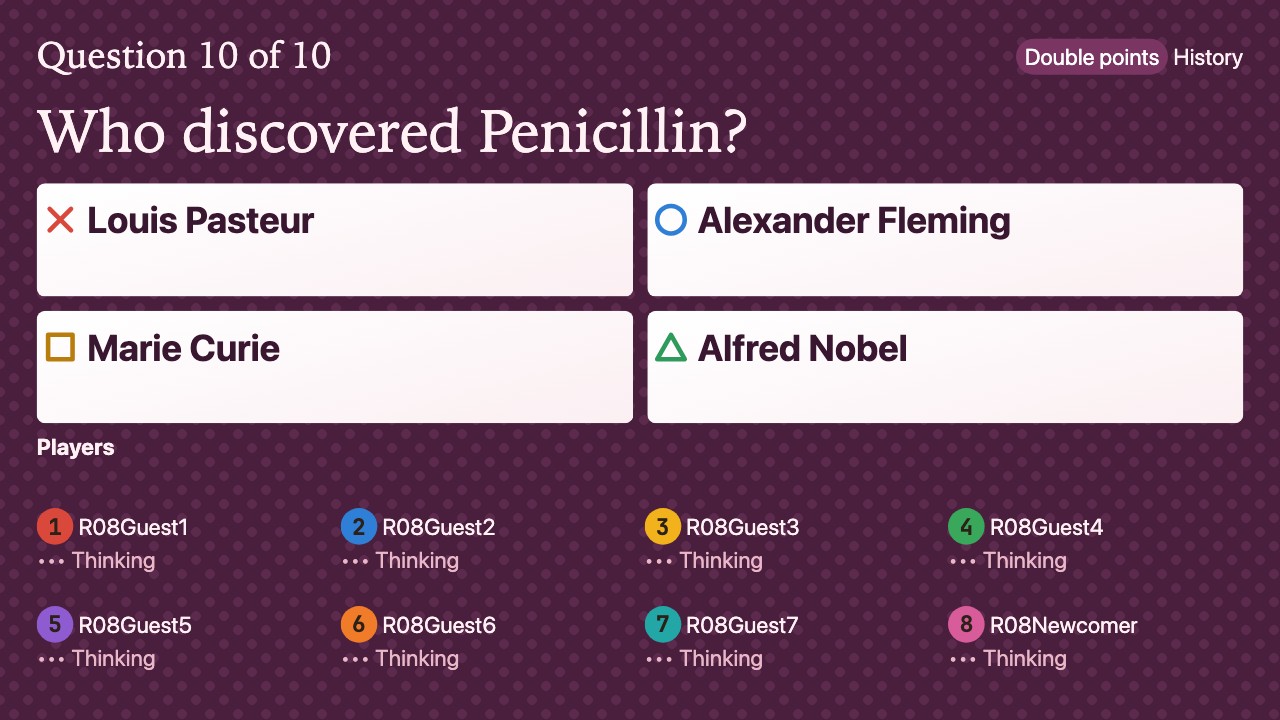 Question 10 of 10
Double points History
Who discovered Penicillin?
Louis Pasteur
Alexander Fleming
Marie Curie
Alfred Nobel
Players
1 R08Guest1
··· Thinking
2 R08Guest2
··· Thinking
3 R08Guest3
··· Thinking
4 R08Guest4
··· Thinking
5 R08Guest5
··· Thinking
6 R08Guest6
··· Thinking
7 R08Guest7
··· Thinking
8 R08Newcomer
··· Thinking